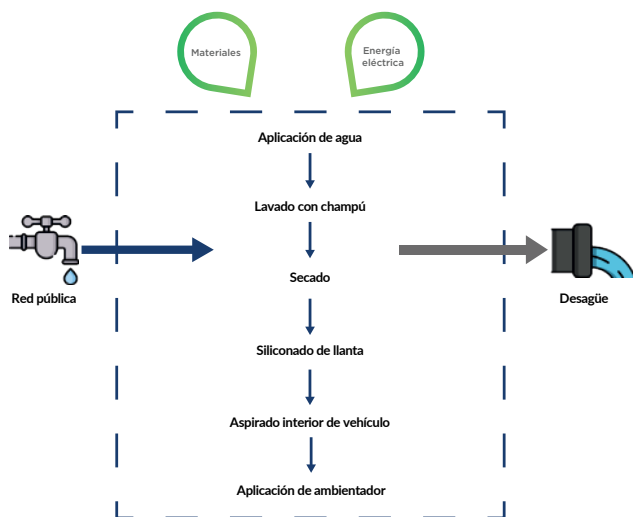 Materiales
Energía
eléctrica
Aplicación de agua
Lavado con champú
Secado
Red pública
Desagüe
Siliconado de llanta
Aspirado interior de vehículo
Aplicación de ambientador